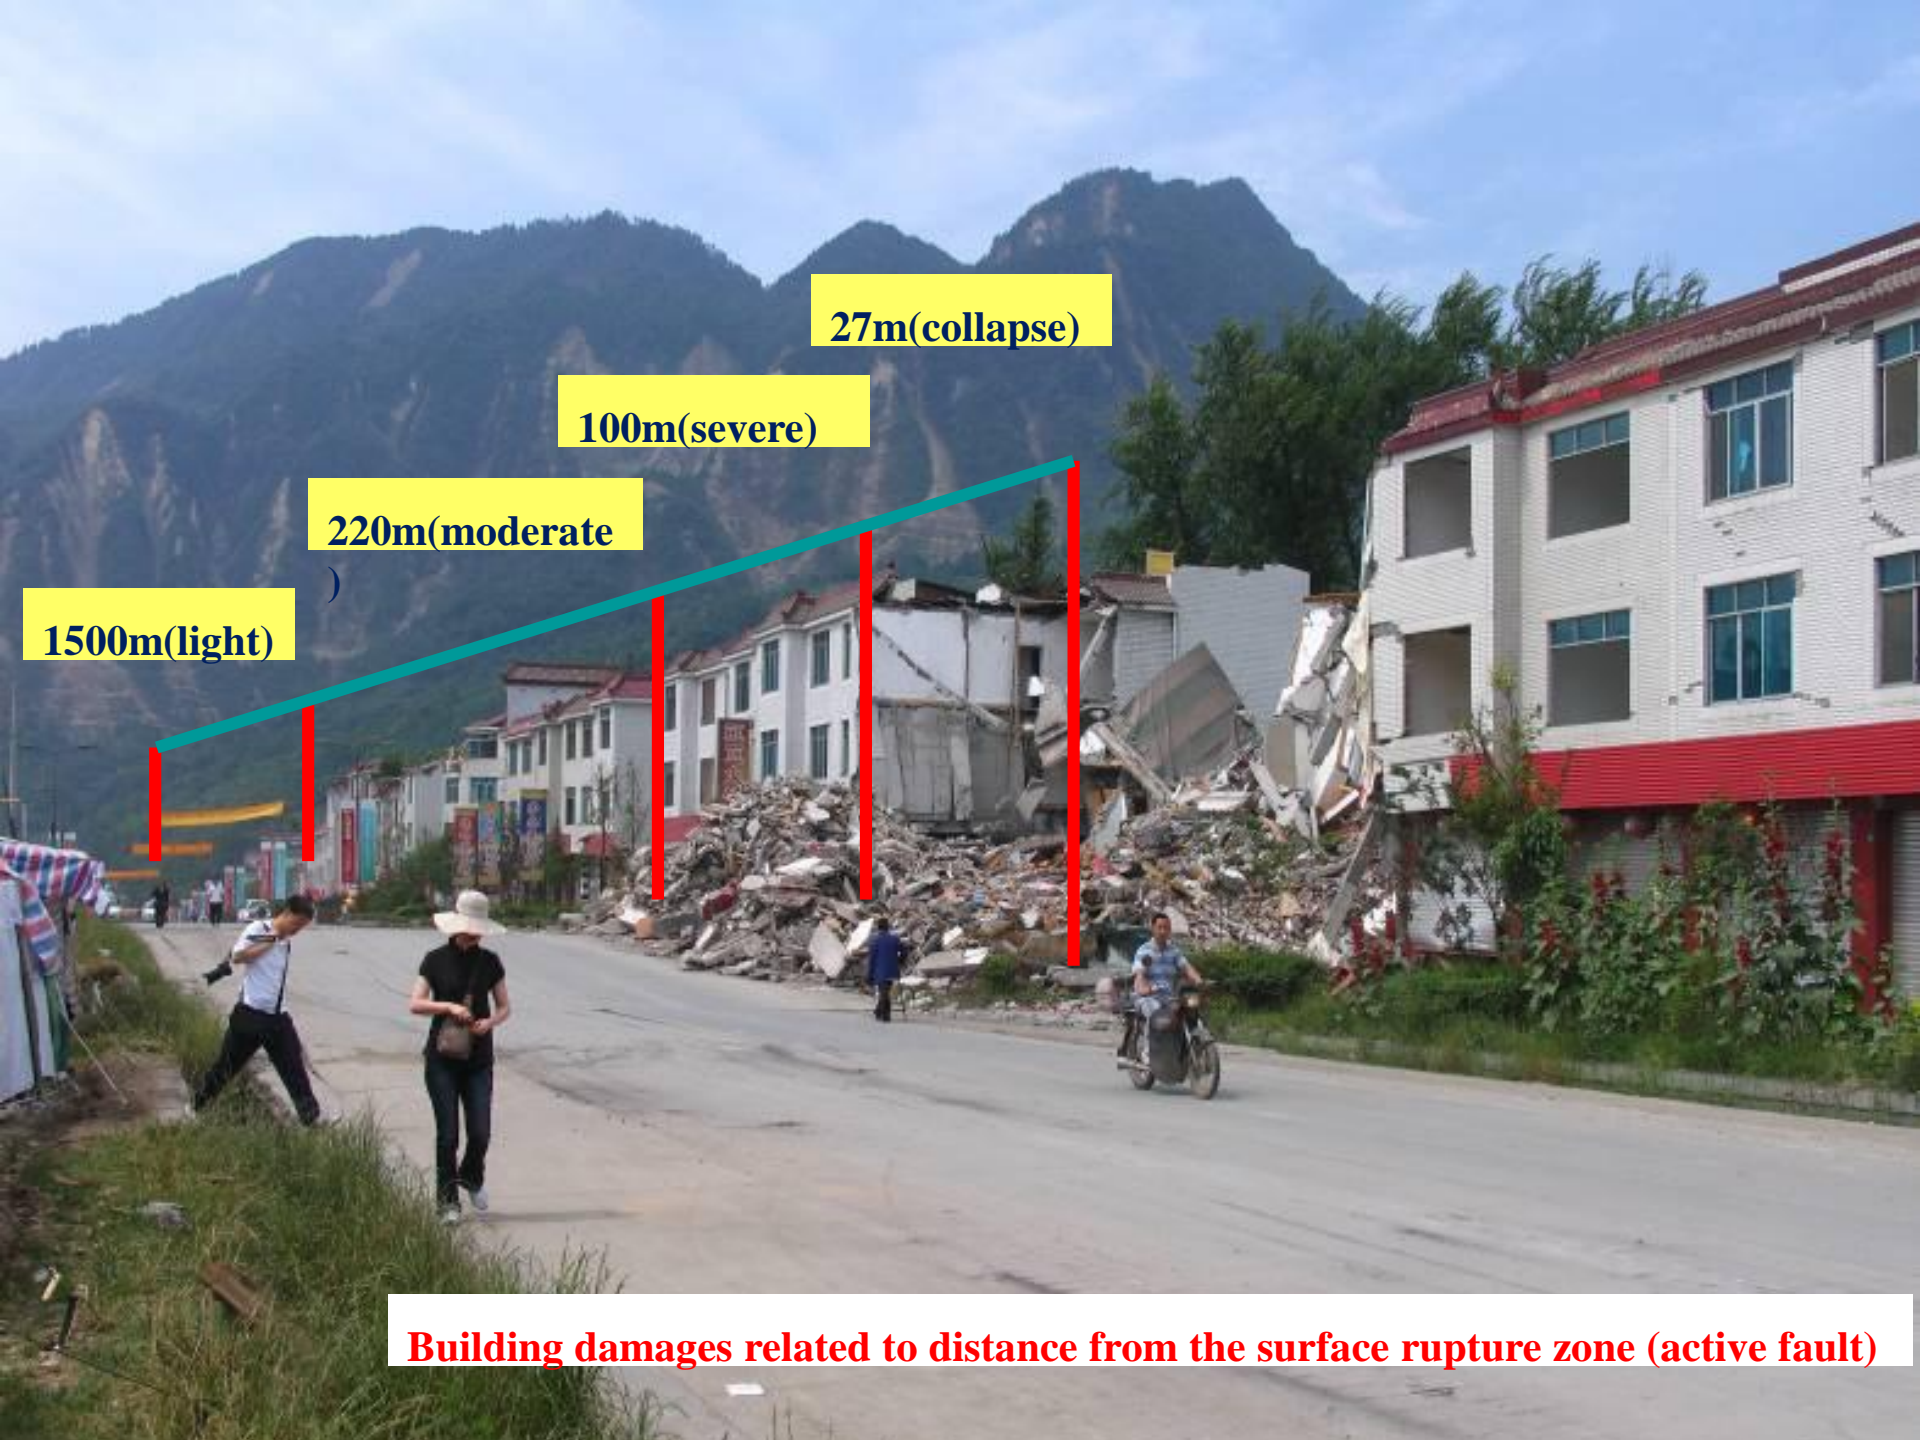 27m(collapse)
100m(severe)
220m(moderate
)
1500m(light)
Building damages related to distance from the surface rupture zone (active fault)